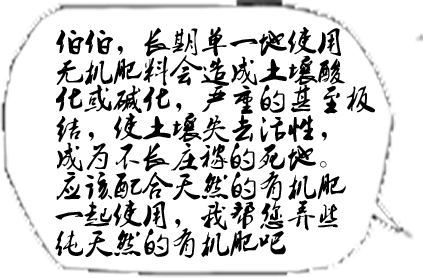 伯伯，长期单一地使用
无机肥料会造成土壤酸
化或碱化，严重的甚至板
结，使土壤失去活性，
成为不长庄稼的死地。
应该配合天然的有机肥
一起使用，我帮您弄些
纯天然的有机肥吧